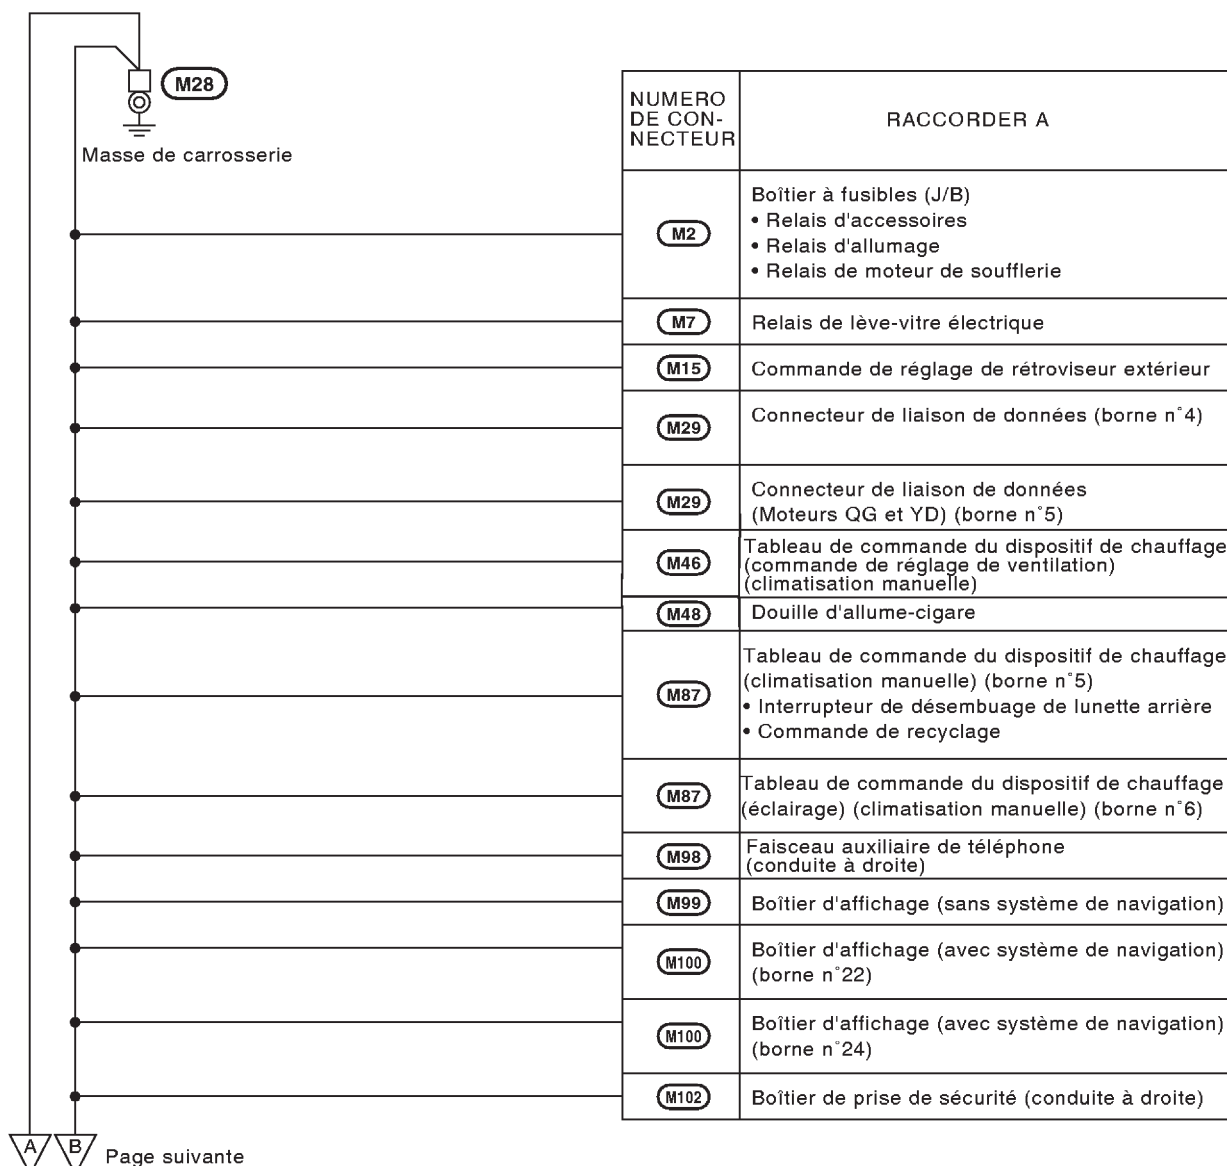 M28
Masse de carrosserie
NUMERO
DE CON-
NECTEUR
RACCORDER A
M2
Boîtier à fusibles (J/B)
• Relais d'accessoires
• Relais d'allumage
• Relais de moteur de soufflerie
M7
Relais de lève-vitre électrique
M15
Commande de réglage de rétroviseur extérieur
M29
Connecteur de liaison de données (borne n°4)
M29
Connecteur de liaison de données
(Moteurs QG et YD) (borne n°5)
M46
Tableau de commande du dispositif de chauffage
(commande de réglage de ventilation)
(climatisation manuelle)
M48
Douille d'allume-cigare
M87
Tableau de commande du dispositif de chauffage
(climatisation manuelle) (borne n°5)
• Interrupteur de désembuage de lunette arrière
• Commande de recyclage
M87
Tableau de commande du dispositif de chauffage
(éclairage) (climatisation manuelle) (borne n°6)
M98
Faisceau auxiliaire de téléphone
(conduite à droite)
M99
Boîtier d'affichage (sans système de navigation)
M100
Boîtier d'affichage (avec système de navigation)
(borne n°22)
M100
Boîtier d'affichage (avec système de navigation)
(borne n°24)
M102
Boîtier de prise de sécurité (conduite à droite)
A
B
Page suivante